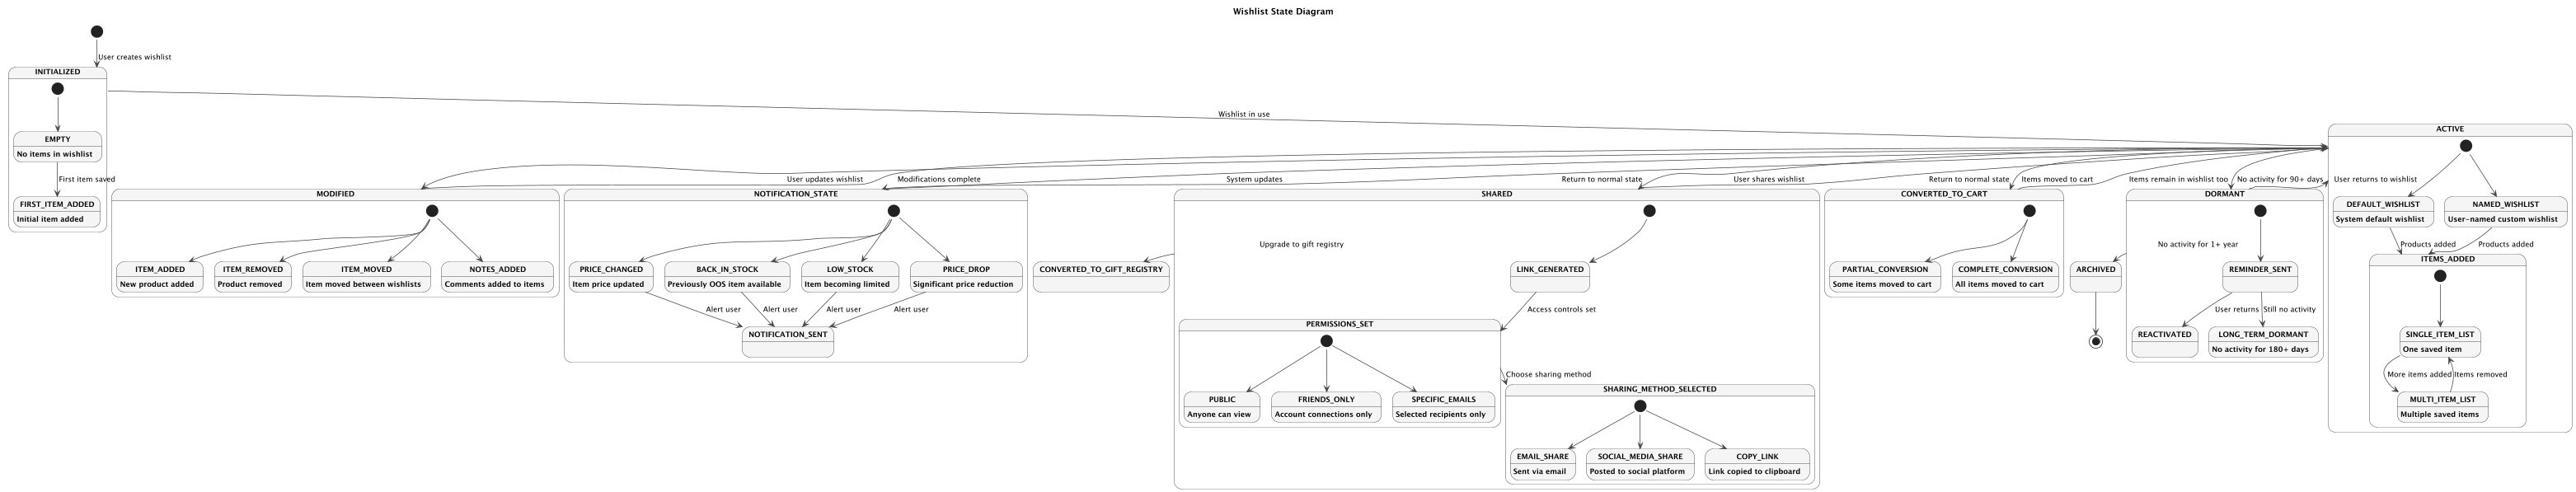 Wishlist State Diagram
User creates wishlist
INITIALIZED
EMPTY
No items in wishlist
First item saved
FIRST_ITEM_ADDED
Initial item added
Wishlist in use
User updates wishlist
Modifications complete
System updates
Return to normal state
User shares wishlist
Return to normal state
Items moved to cart
Items remain in wishlist too
No activity for 90+ days
User returns to wishlist
MODIFIED
ITEM_ADDED
New product added
ITEM_REMOVED
Product removed
ITEM_MOVED
Item moved between wishlists
NOTES_ADDED
Comments added to items
NOTIFICATION_STATE
PRICE_CHANGED
Item price updated
BACK_IN_STOCK
Previously OOS item available
LOW_STOCK
Item becoming limited
PRICE_DROP
Significant price reduction
Alert user
Alert user
Alert user
Alert user
NOTIFICATION_SENT
CONVERTED_TO_GIFT_REGISTRY
SHARED
Upgrade to gift registry
LINK_GENERATED
Access controls set
PERMISSIONS_SET
PUBLIC
Anyone can view
FRIENDS_ONLY
Account connections only
SPECIFIC_EMAILS
Selected recipients only
Choose sharing method
SHARING_METHOD_SELECTED
EMAIL_SHARE
Sent via email
SOCIAL_MEDIA_SHARE
Posted to social platform
COPY_LINK
Link copied to clipboard
CONVERTED_TO_CART
PARTIAL_CONVERSION
Some items moved to cart
COMPLETE_CONVERSION
All items moved to cart
ARCHIVED
DORMANT
No activity for 1+ year
REMINDER_SENT
User returns
Still no activity
REACTIVATED
LONG_TERM_DORMANT
No activity for 180+ days
ACTIVE
DEFAULT_WISHLIST
System default wishlist
NAMED_WISHLIST
User-named custom wishlist
Products added
Products added
ITEMS_ADDED
SINGLE_ITEM_LIST
One saved item
More items added
Items removed
MULTI_ITEM_LIST
Multiple saved items